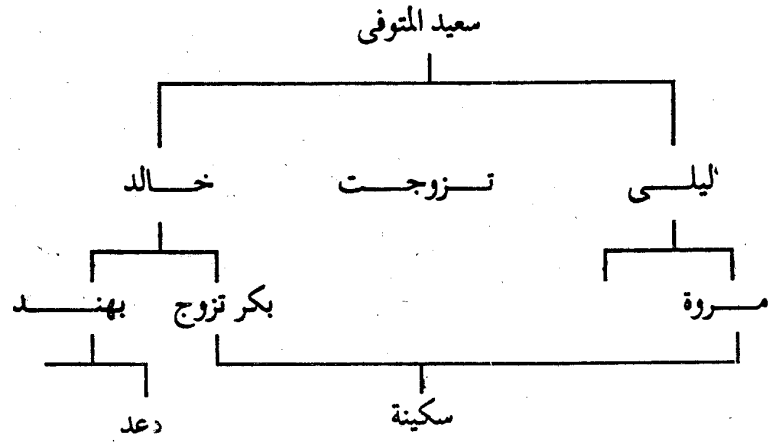 سعيد المتوفى
ليلى تزوجت خالد
مروة بكر تزوج بهند
سكينة دعد